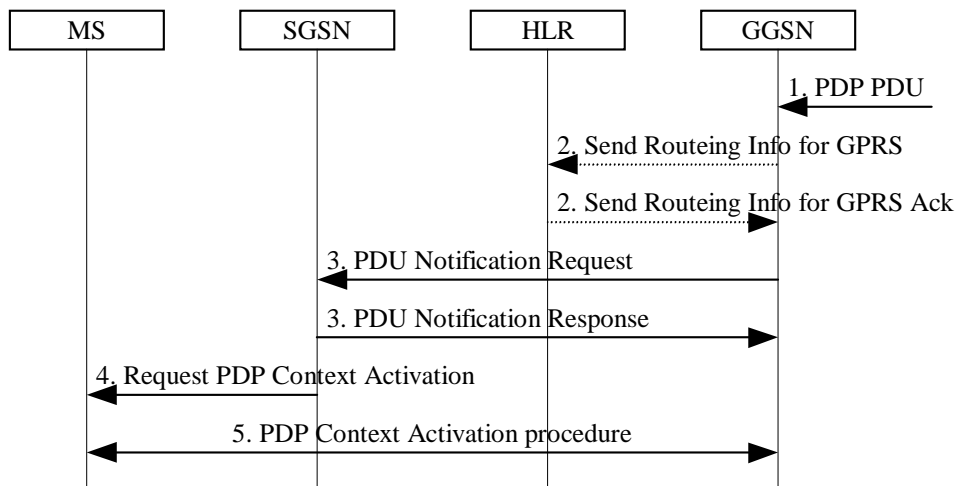 MS
SGSN
HLR
GGSN
1. PDP PDU
2. Send Routeing Info for GPRS
2. Send Routeing Info for GPRS Ack
3. PDU Notification Request
3. PDU Notification Response
4. Request PDP Context Activation
5. PDP Context Activation procedure